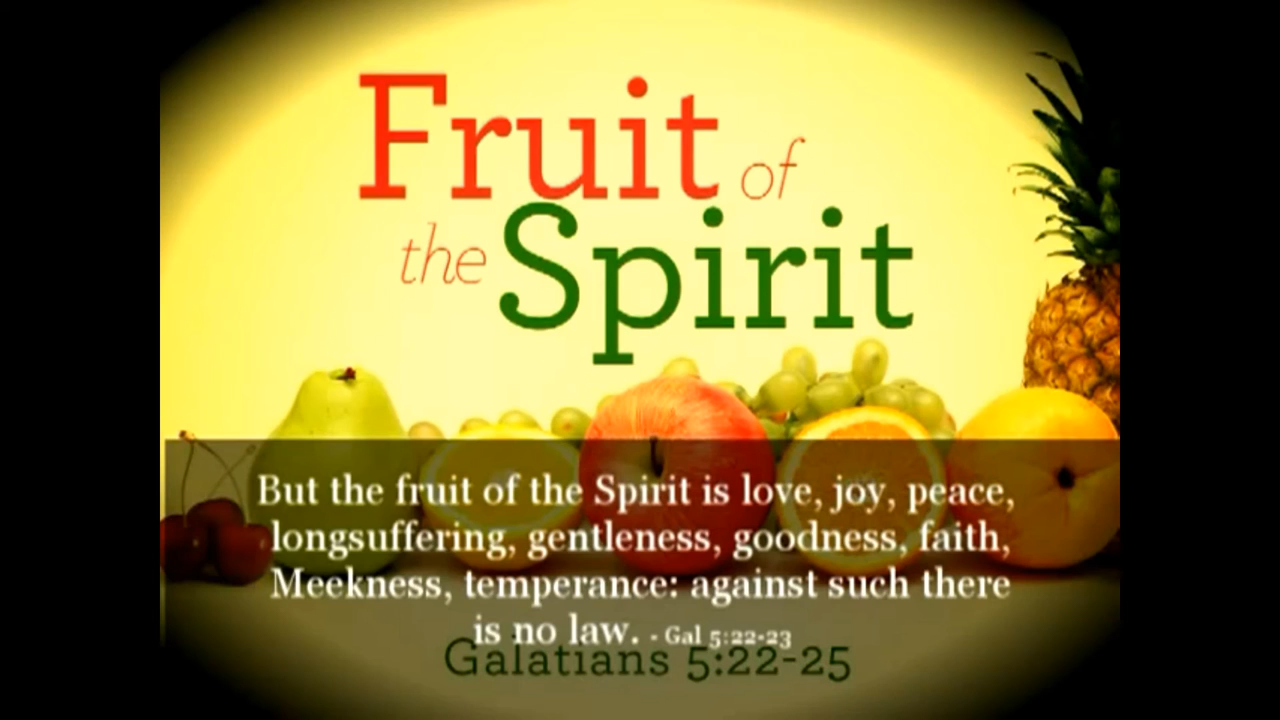 Fruit of
the Spirit
But the fruit of the Spirit is love, joy, peace,
longsuffering, gentleness, goodness, faith,
Meekness, temperance: against such there
is no law. - Gal 5:22-23
Galatians 5:22-25